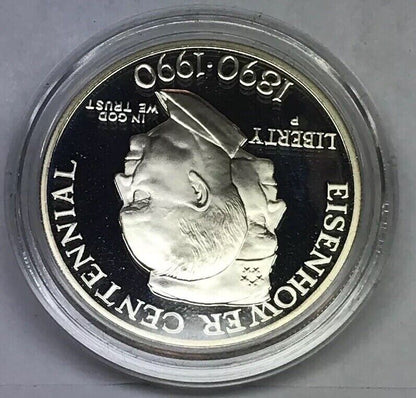 EISENHOWER CENTENNIAL
LIBERTY
P
IN GOD
WE TRUST
1890·1990